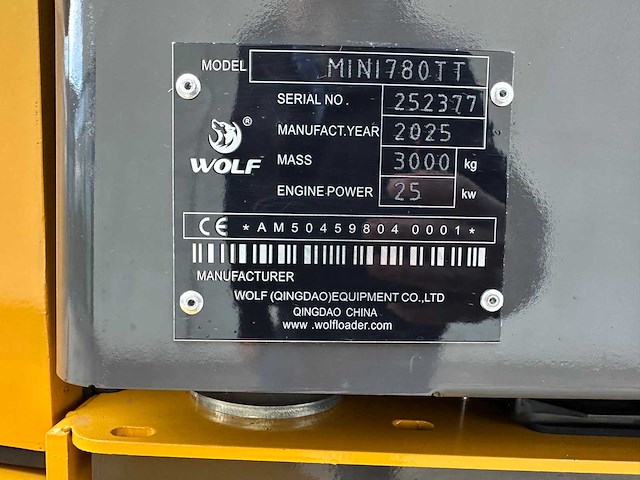 MODEL MINI780TT
SERIAL NO. 252377
MANUFACT.YEAR 2025
MASS 3000 kg
ENGINE POWER 25 kw
®
WOLF
CE *AM50459804 0001*
MANUFACTURER
WOLF (QINGDAO)EQUIPMENT CO.,LTD
QINGDAO CHINA
www .wolfloader.com